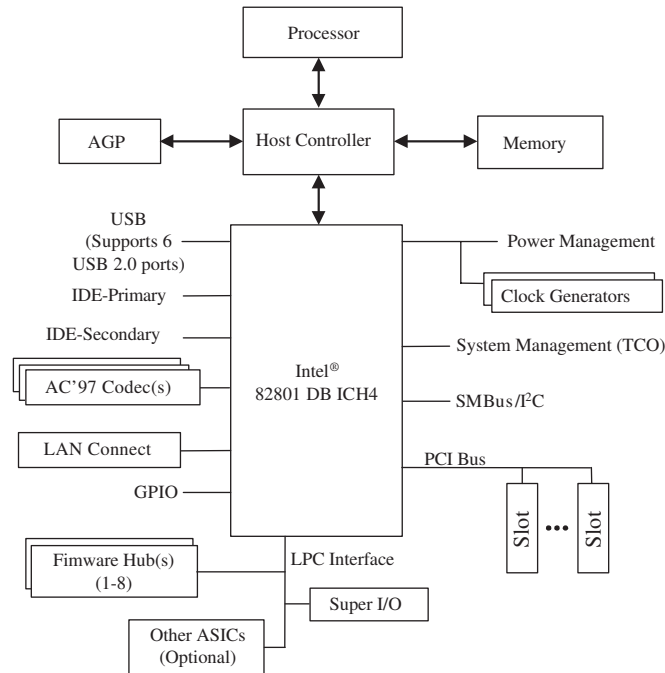 Processor
AGP
Host Controller
Memory
USB
(Supports 6
USB 2.0 ports)
IDE-Primary
IDE-Secondary
AC'97 Codec(s)
LAN Connect
GPIO
Intel®
82801 DB ICH4
Power Management
Clock Generators
System Management (TCO)
SMBus/I²C
PCI Bus
Slot
Slot
LPC Interface
Fimware Hub(s)
(1-8)
Super I/O
Other ASICs
(Optional)